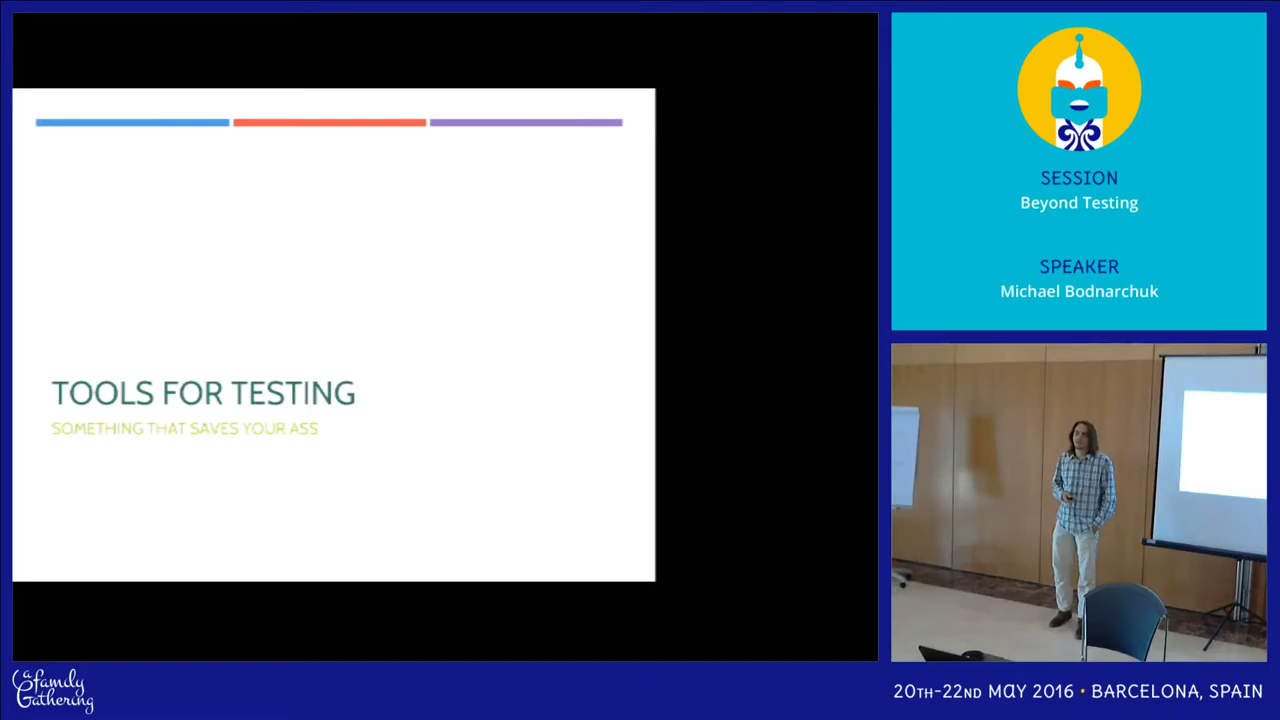 TOOLS FOR TESTING
SOMETHING THAT SAVES YOUR ASS
SESSION
Beyond Testing
SPEAKER
Michael Bodnarchuk
a family
Gathering
20TH-22ND MAY 2016 • BARCELONA, SPAIN